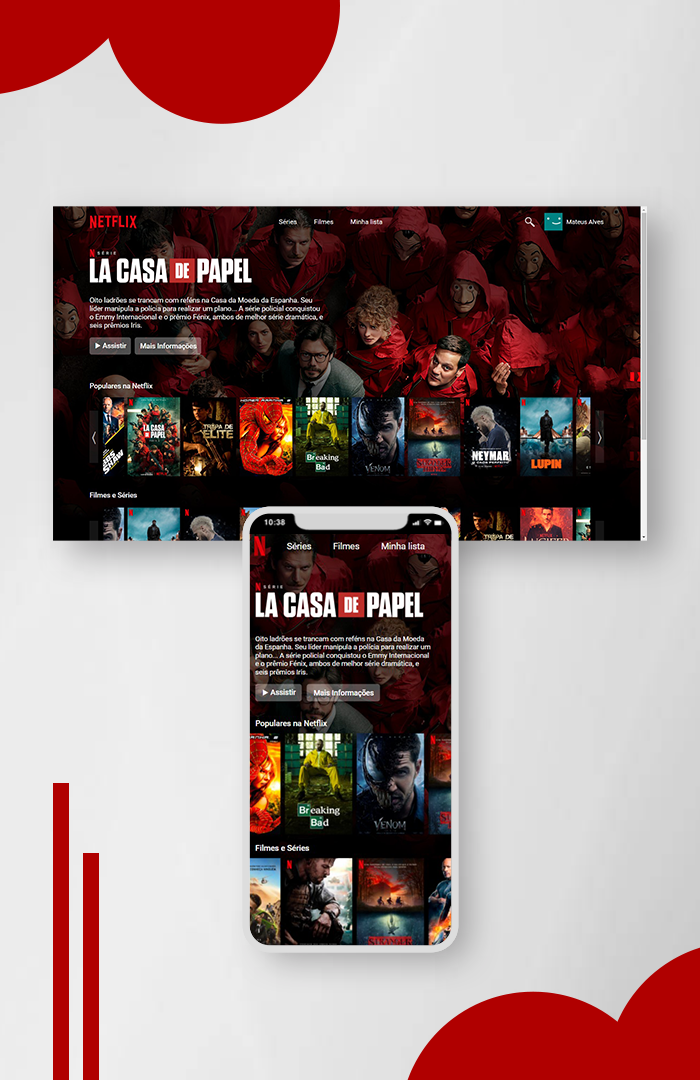 NETFLIX
Séries Filmes Minha lista
Mateus Alves
N SÉRIE
LA CASA DE PAPEL
Oito ladrões se trancam com reféns na Casa da Moeda da Espanha. Seu
líder manipula a polícia para realizar um plano... A série policial conquistou
o Emmy Internacional e o prêmio Fênix, ambos de melhor série dramática, e
seis prêmios Iris.
Assistir
Mais Informações
Populares na Netflix
LA CASA DE PAPEL
TROPA DE
ELITE
Breaking
Bad
VENOM
STRANGER
NEYMAR
LUPIN
Filmes e Séries
10:38
N
Séries Filmes Minha lista
N SÉRIE
LA CASA DE PAPEL
Oito ladrões se trancam com reféns na Casa da Moeda
da Espanha. Seu líder manipula a polícia para realizar um
plano... A série policial conquistou o Emmy Internacional
e o prêmio Fênix, ambos de melhor série dramática, e
seis prêmios Iris.
Assistir
Mais Informações
Populares na Netflix
Breaking
Bad
VENOM
Filmes e Séries
STRANGER